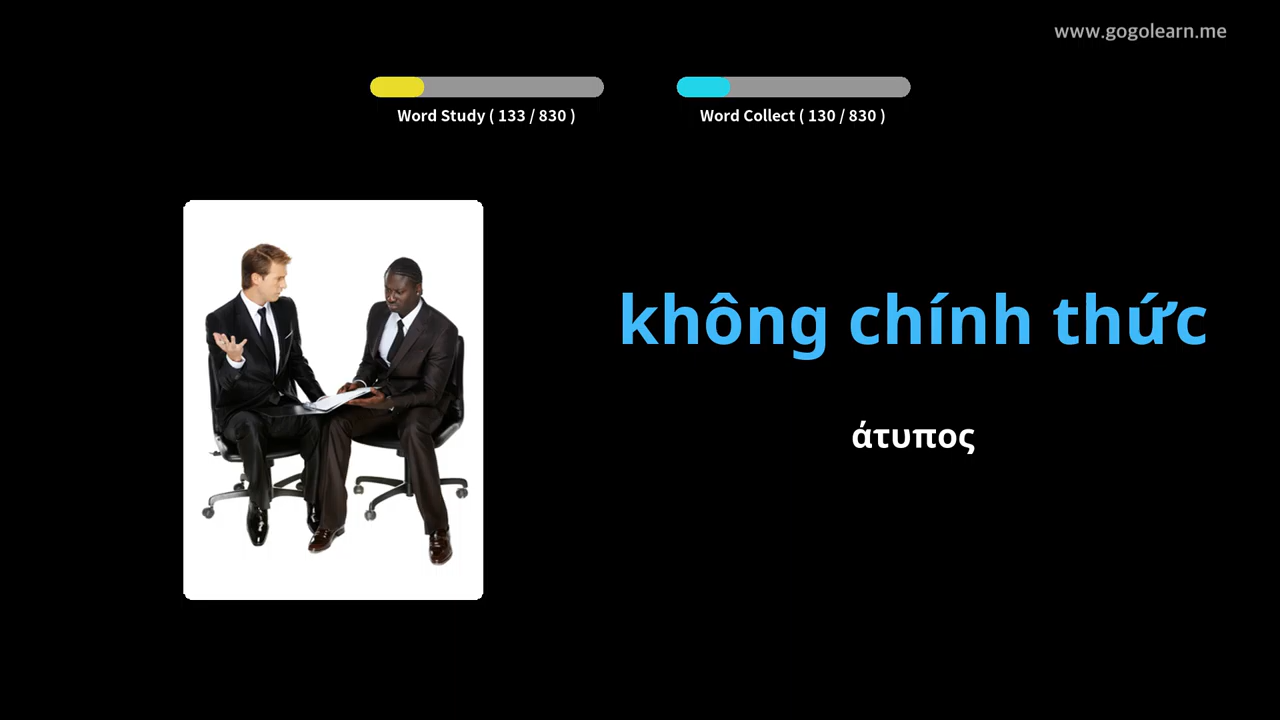 www.gogolearn.me
Word Study ( 133 / 830 )
Word Collect ( 130 / 830 )
không chính thức
άτυπος